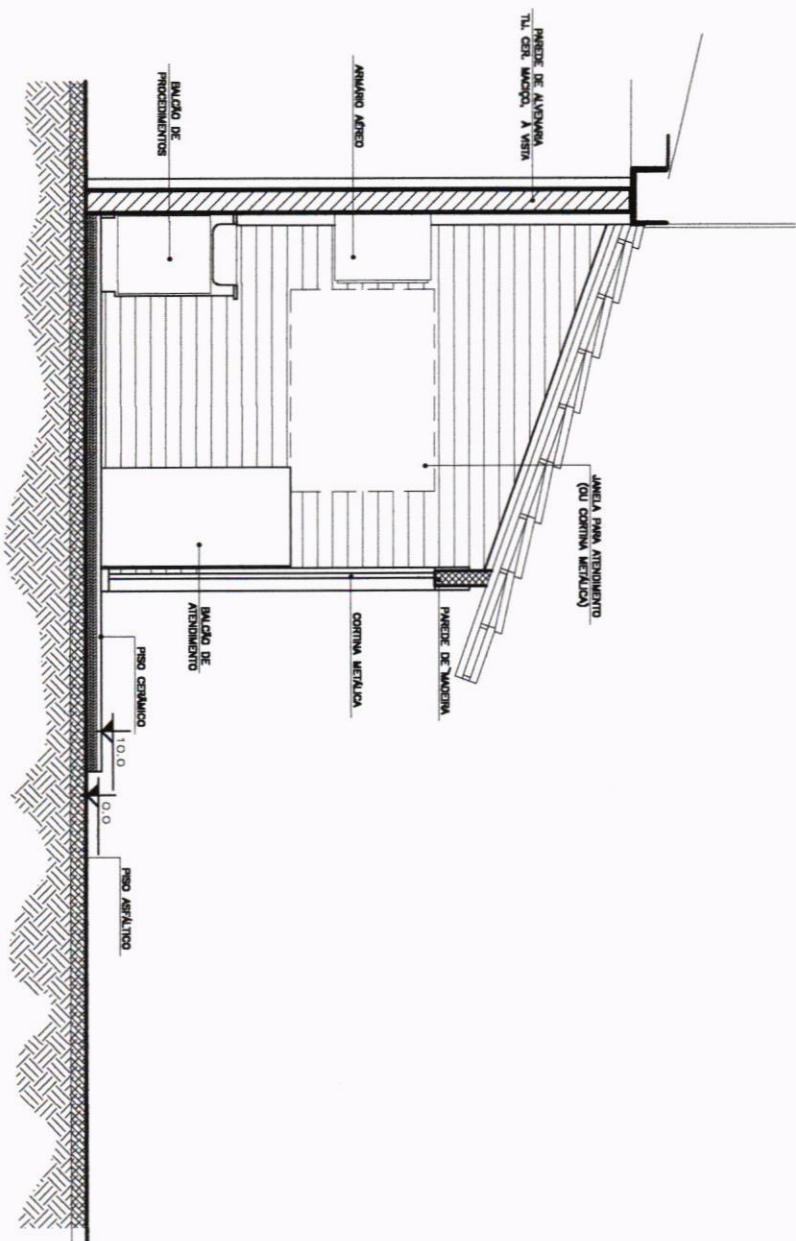 PAREDE DE ALVENARIA
TIJ. CER. MACIÇO, À VISTA
ARMÁRIO AÉREO
BALCÃO DE
PROCEDIMENTOS
JANELA PARA ATENDIMENTO
(OU CORTINA METÁLICA)
PAREDE DE MADEIRA
CORTINA METÁLICA
BALCÃO DE
ATENDIMENTO
PISO CERÂMICO
10,0
0,0
PISO ASFÁLTICO